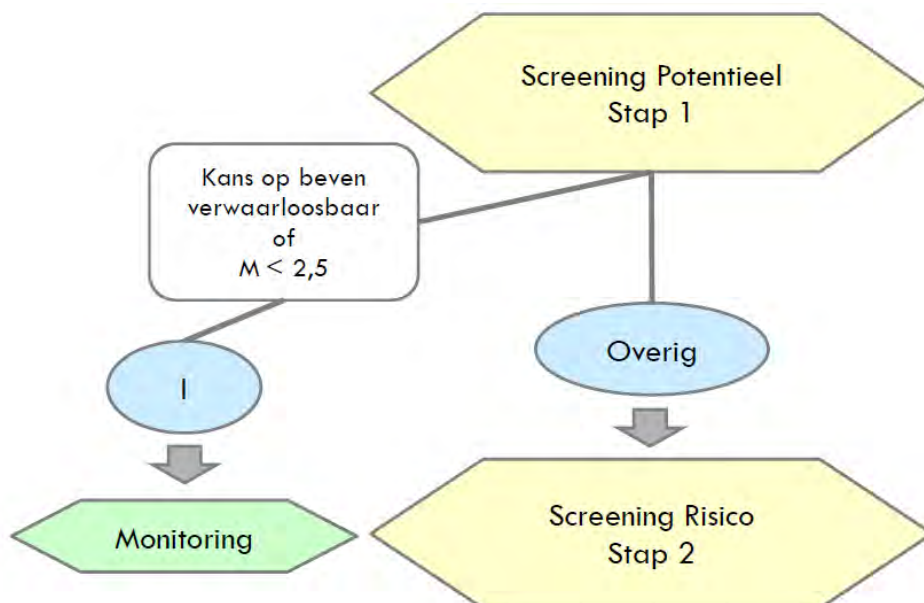 Screening Potentieel
Stap 1
Kans op beven
verwaarloosbaar
of
M < 2,5
Overig
I
Screening Risico
Stap 2
Monitoring